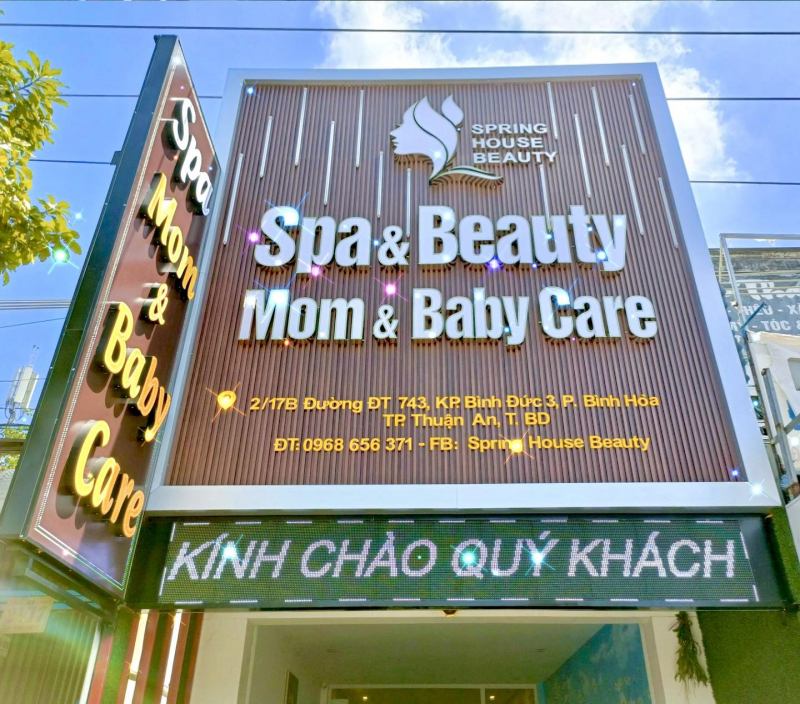 Spa
Mom
&
Baby
Care
SPRING
HOUSE
BEAUTY
Spa & Beauty
Mom & Baby Care
2/17B Đường ĐT 743, KP. Bình Đức 3, P. Bình Hòa
TP. Thuận An, T. BD
ĐT: 0968 656 371 - FB: Spring House Beauty
KÍNH CHÀO QUÝ KHÁCH
TÓC